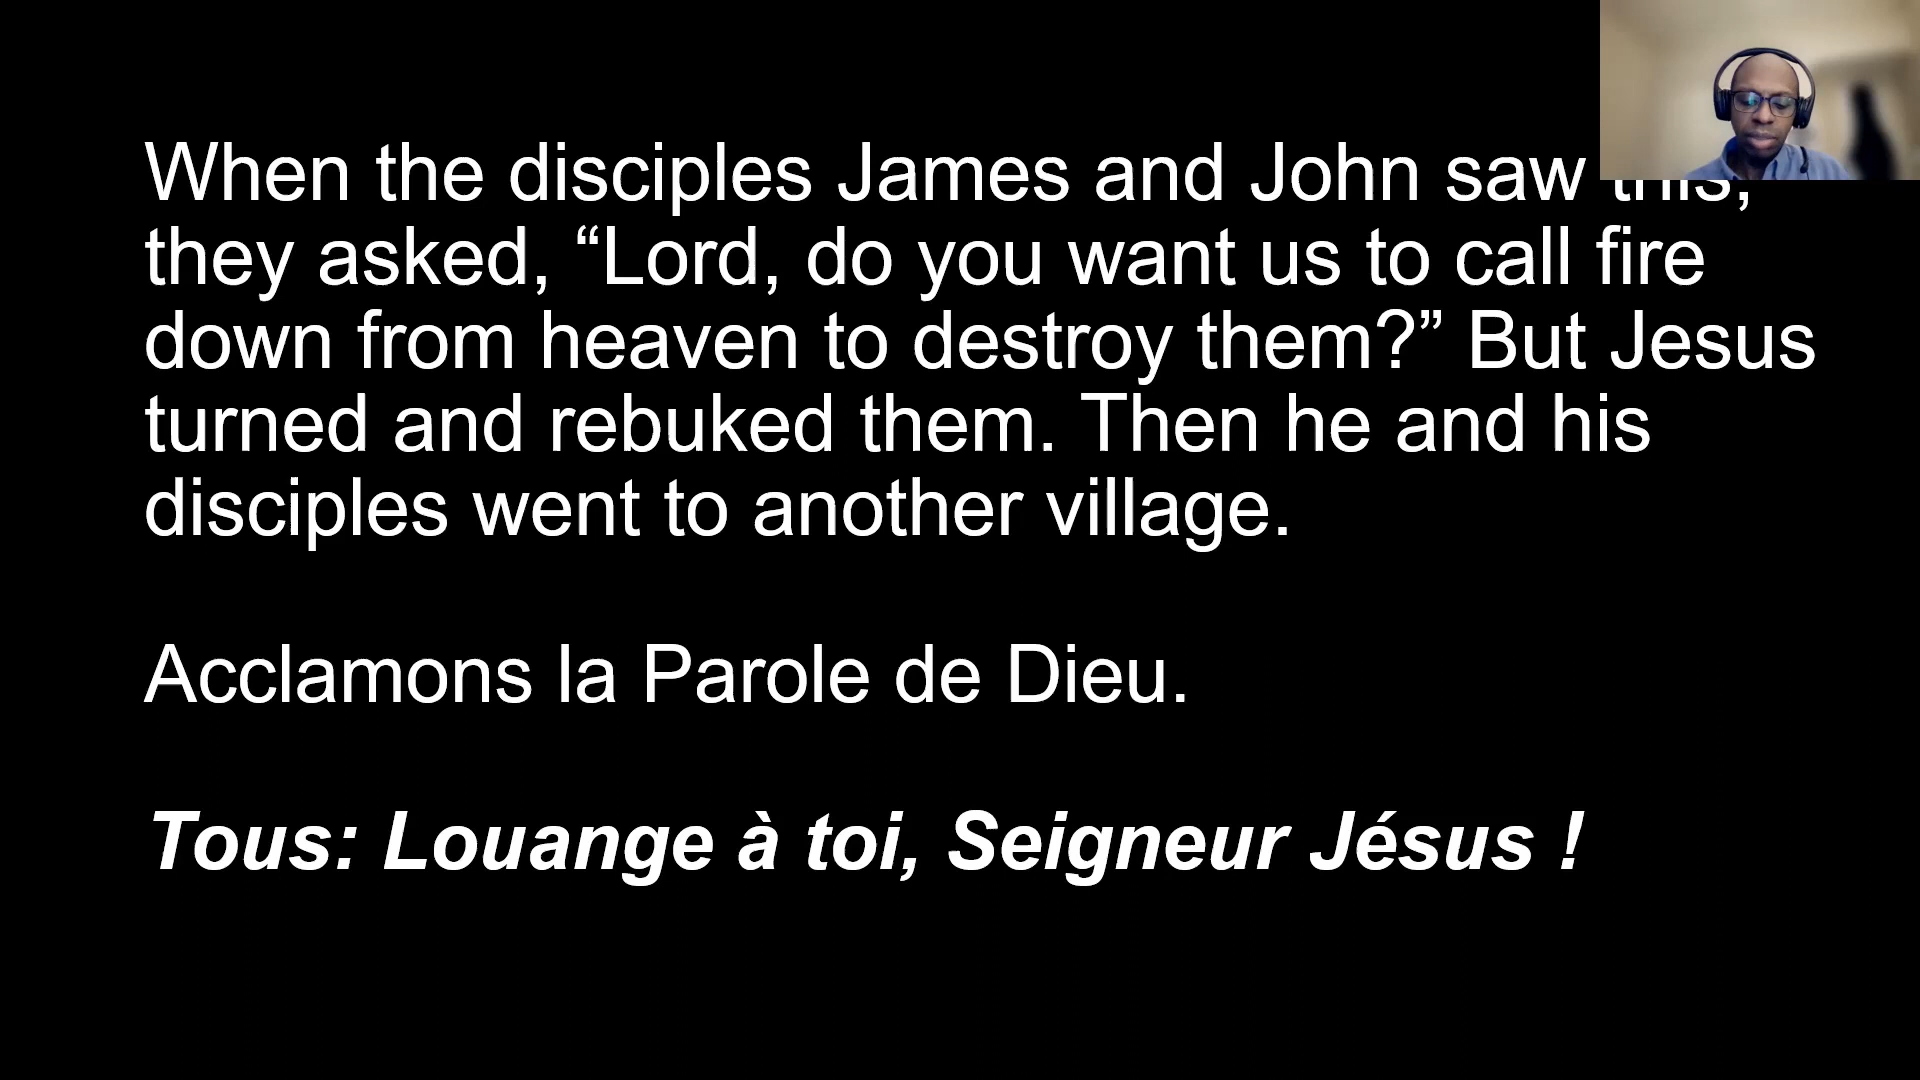 When the disciples James and John saw this,
they asked, “Lord, do you want us to call fire
down from heaven to destroy them?” But Jesus
turned and rebuked them. Then he and his
disciples went to another village.
Acclamons la Parole de Dieu.
Tous: Louange à toi, Seigneur Jésus !